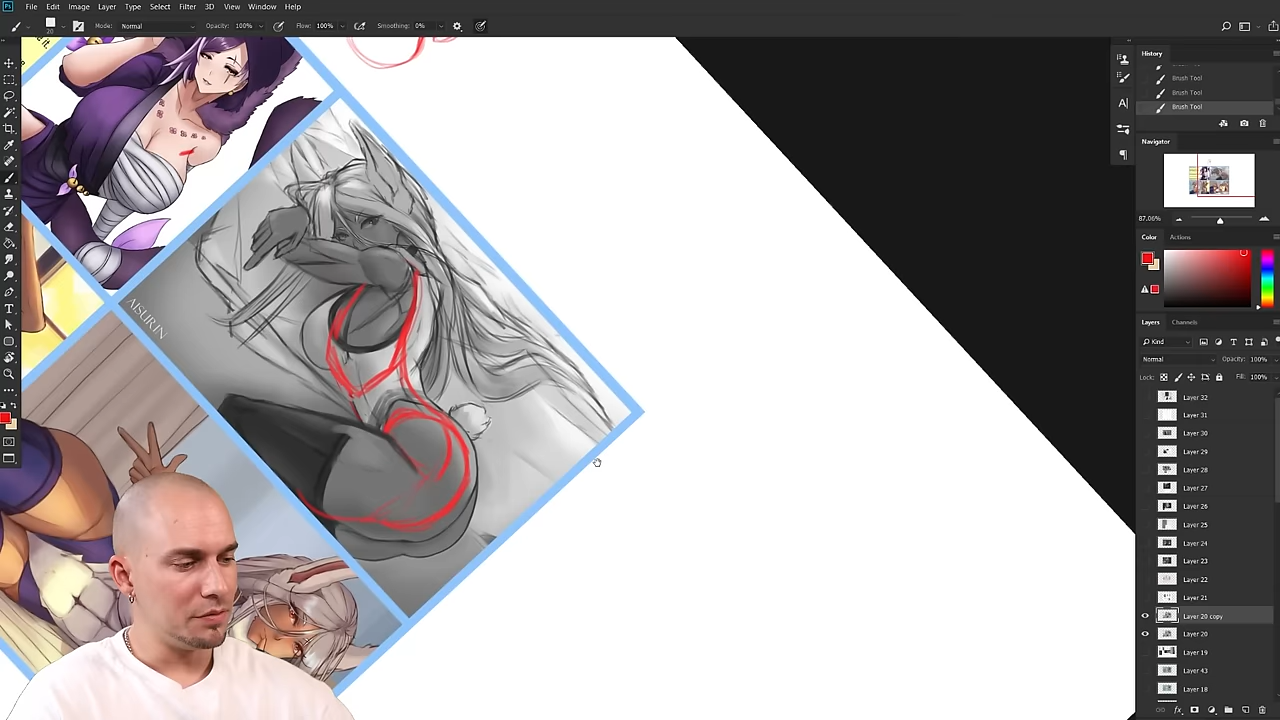 File Edit Image Layer Type Select Filter 3D View Window Help
20 Mode: Normal Opacity: 100% Flow: 100% Smoothing: 0%
History
Brush Tool
Brush Tool
Brush Tool
Navigator
87.06%
Color Actions
Layers Channels
Kind
Normal Opacity: 100%
Lock: Fill: 100%
Layer 32
Layer 31
Layer 30
Layer 29
Layer 28
Layer 27
Layer 26
Layer 25
Layer 24
Layer 23
Layer 22
Layer 21
Layer 20 copy
Layer 20
Layer 19
Layer 43
Layer 18
AISURIN